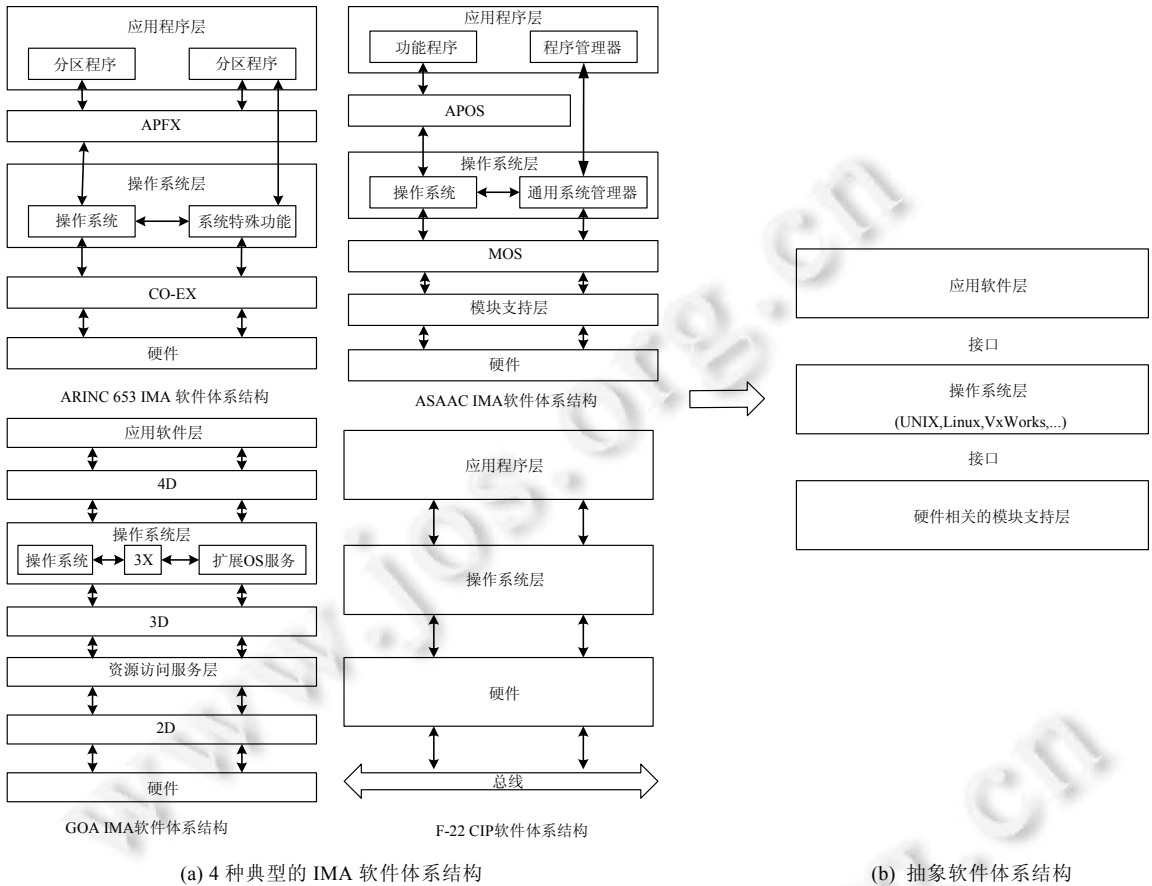 应用程序层
分区程序
分区程序
APFX
操作系统层
操作系统
系统特殊功能
CO-EX
硬件
ARINC 653 IMA 软件体系结构
应用程序层
功能程序
程序管理器
APOS
操作系统层
操作系统
通用系统管理器
MOS
模块支持层
硬件
ASAAC IMA软件体系结构
应用软件层
4D
操作系统层
操作系统
3X
扩展OS服务
3D
资源访问服务层
2D
硬件
GOA IMA软件体系结构
应用程序层
操作系统层
硬件
总线
F-22 CIP软件体系结构
(a) 4 种典型的 IMA 软件体系结构
应用软件层
接口
操作系统层
(UNIX,Linux,VxWorks,...)
接口
硬件相关的模块支持层
(b) 抽象软件体系结构
www.jos.org.cn
rg.cn